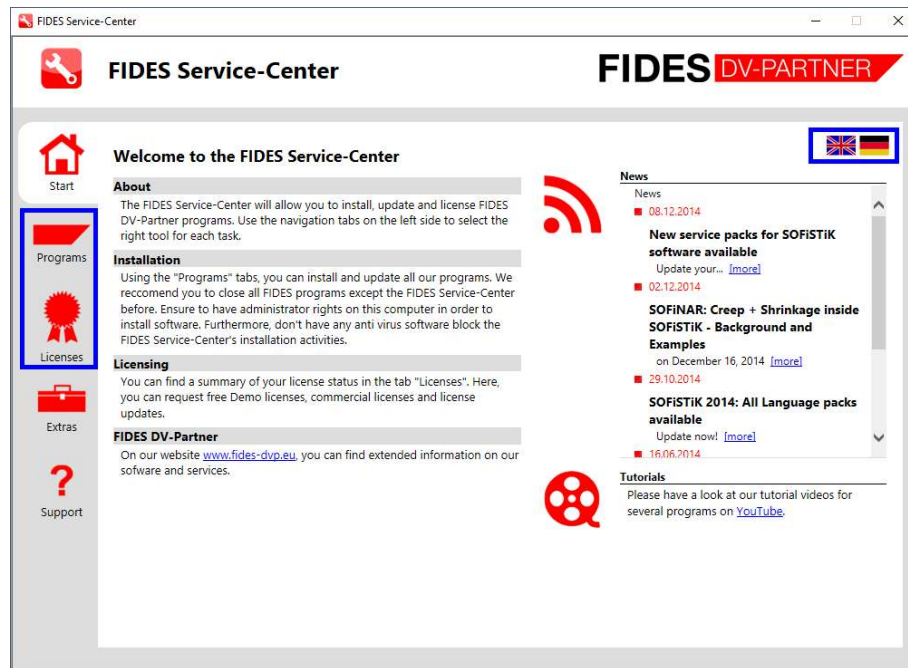 FIDES Service-Center
FIDES Service-Center
FIDES DV-PARTNER
Start
Programs
Licenses
Extras
Support
Welcome to the FIDES Service-Center
About
The FIDES Service-Center will allow you to install, update and license FIDES
DV-Partner programs. Use the navigation tabs on the left side to select the
right tool for each task.
Installation
Using the "Programs" tabs, you can install and update all our programs. We
reccomend you to close all FIDES programs except the FIDES Service-Center
before. Ensure to have administrator rights on this computer in order to
install software. Furthermore, don't have any anti virus software block the
FIDES Service-Center's installation activities.
Licensing
You can find a summary of your license status in the tab "Licenses". Here,
you can request free Demo licenses, commercial licenses and license
updates.
FIDES DV-Partner
On our website www.fides-dvp.eu, you can find extended information on our
sofware and services.
News
News
08.12.2014
New service packs for SOFiSTiK
software available
Update your... [more]
02.12.2014
SOFiNAR: Creep + Shrinkage inside
SOFiSTiK - Background and
Examples
on December 16, 2014 [more]
29.10.2014
SOFiSTiK 2014: All Language packs
available
Update now! [more]
16.06.2014
Tutorials
Please have a look at our tutorial videos for
several programs on YouTube.